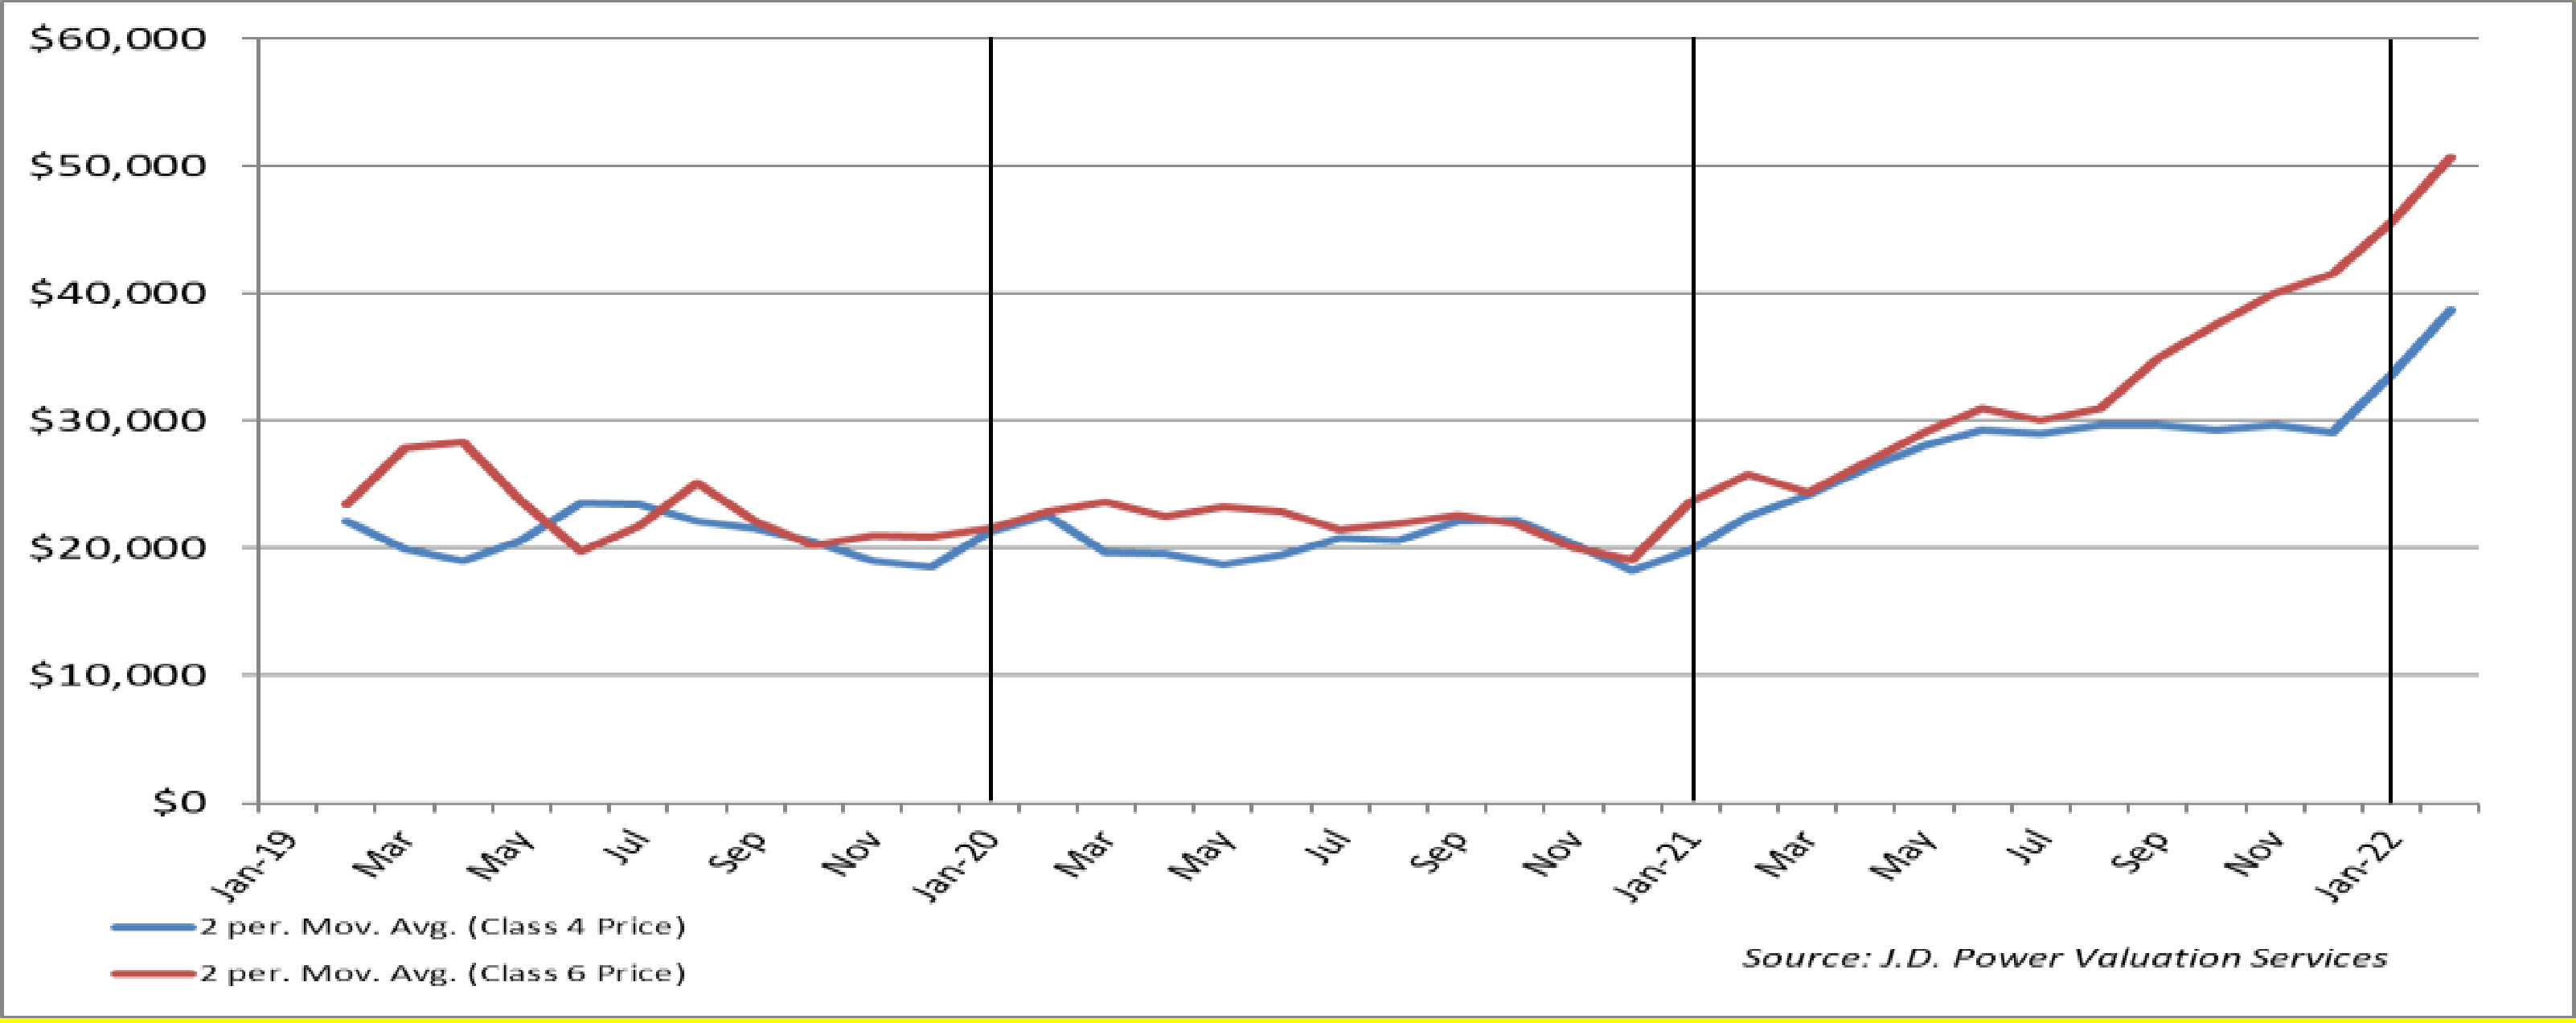 $60,000
$50,000
$40,000
$30,000
$20,000
$10,000
$0
Jan-19 Mar May Jul Sep Nov Jan-20 Mar May Jul Sep Nov Jan-21 Mar May Jul Sep Nov Jan-22
2 per. Mov. Avg. (Class 4 Price)
2 per. Mov. Avg. (Class 6 Price)
Source: J.D. Power Valuation Services